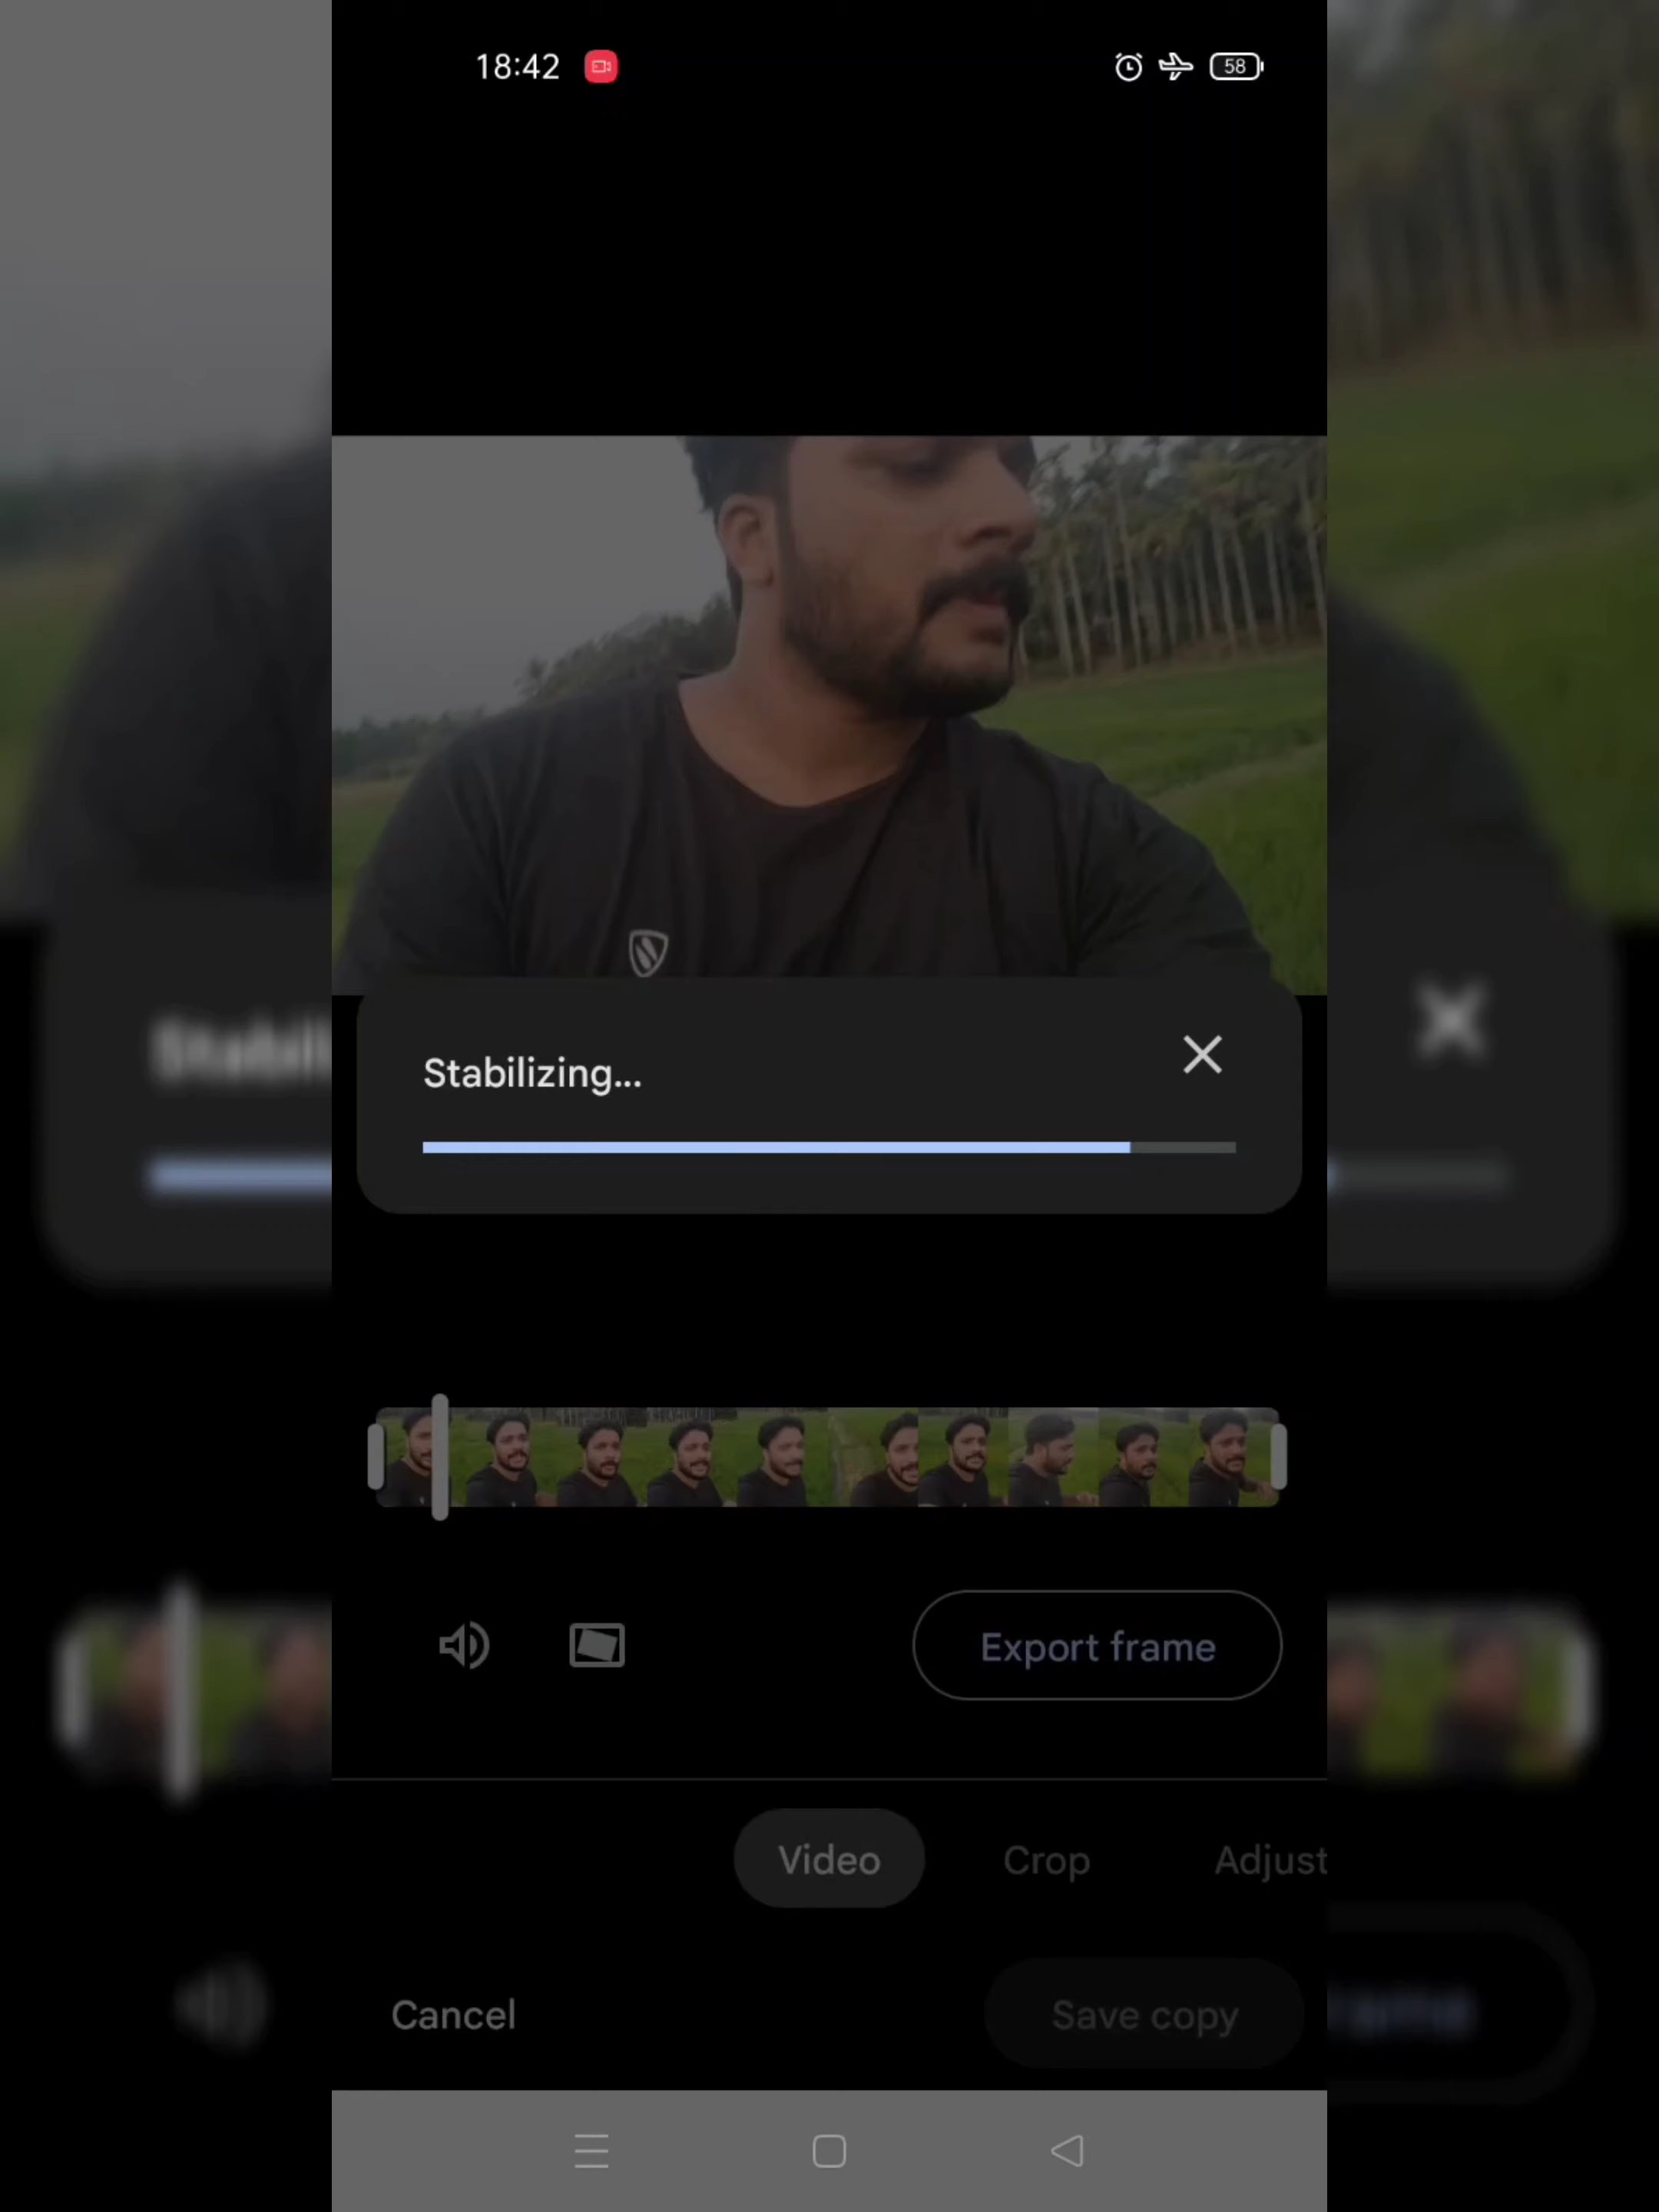 18:42
58
Stabilizing...
Export frame
Video Crop Adjust
Cancel Save copy